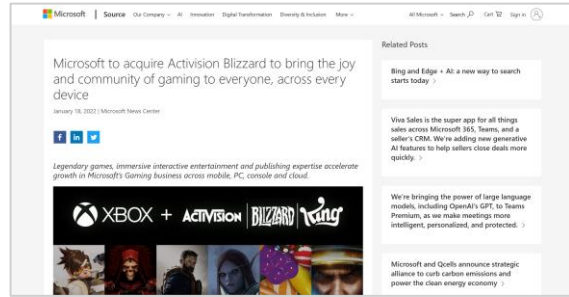 Microsoft | Source Our Company AI Innovation Digital Transformation Diversity & Inclusion More All Microsoft Search Cart Sign in
Microsoft to acquire Activision Blizzard to bring the joy
and community of gaming to everyone, across every
device
January 18, 2022 | Microsoft News Center
f in
Legendary games, immersive interactive entertainment and publishing expertise accelerate
growth in Microsoft's Gaming business across mobile, PC, console and cloud.
XBOX + ACTIVISION | BLIZZARD | King
Related Posts
Bing and Edge + AI: a new way to search
starts today >
Viva Sales is the super app for all things
sales across Microsoft 365, Teams, and a
seller's CRM. We're adding new generative
AI features to help sellers close deals more
quickly. >
We're bringing the power of large language
models, including OpenAI's GPT, to Teams
Premium, as we make meetings more
intelligent, personalized, and protected. >
Microsoft and Qcells announce strategic
alliance to curb carbon emissions and
power the clean energy economy >